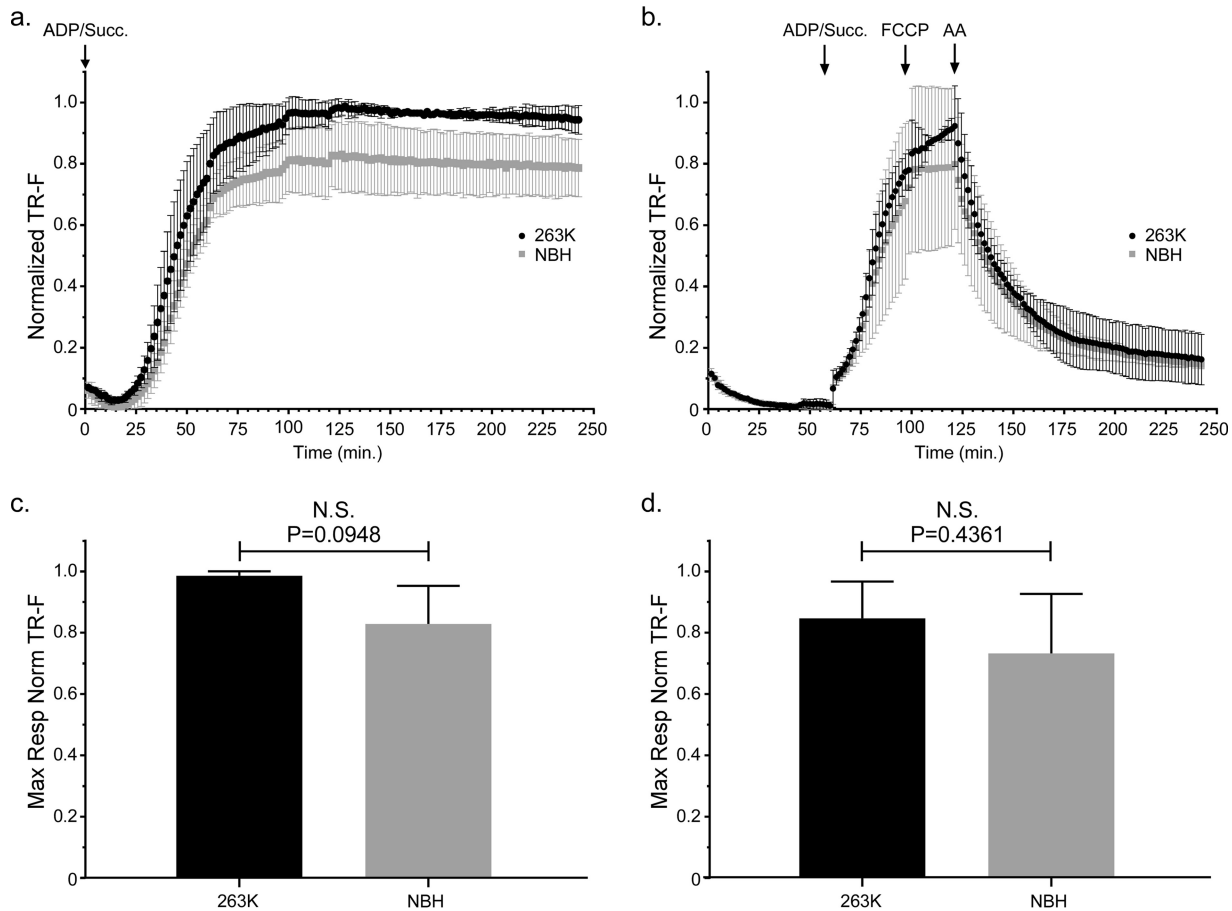 a.
ADP/Succ.
Normalized TR-F
1.0
0.8
0.6
0.4
0.2
0
263K
NBH
0 25 50 75 100 125 150 175 200 225 250
Time (min.)
b.
ADP/Succ. FCCP AA
Normalized TR-F
1.0
0.8
0.6
0.4
0.2
0
263K
NBH
0 25 50 75 100 125 150 175 200 225 250
Time (min.)
c.
N.S.
P=0.0948
Max Resp Norm TR-F
1.0
0.8
0.6
0.4
0.2
0
263K NBH
d.
N.S.
P=0.4361
Max Resp Norm TR-F
1.0
0.8
0.6
0.4
0.2
0
263K NBH